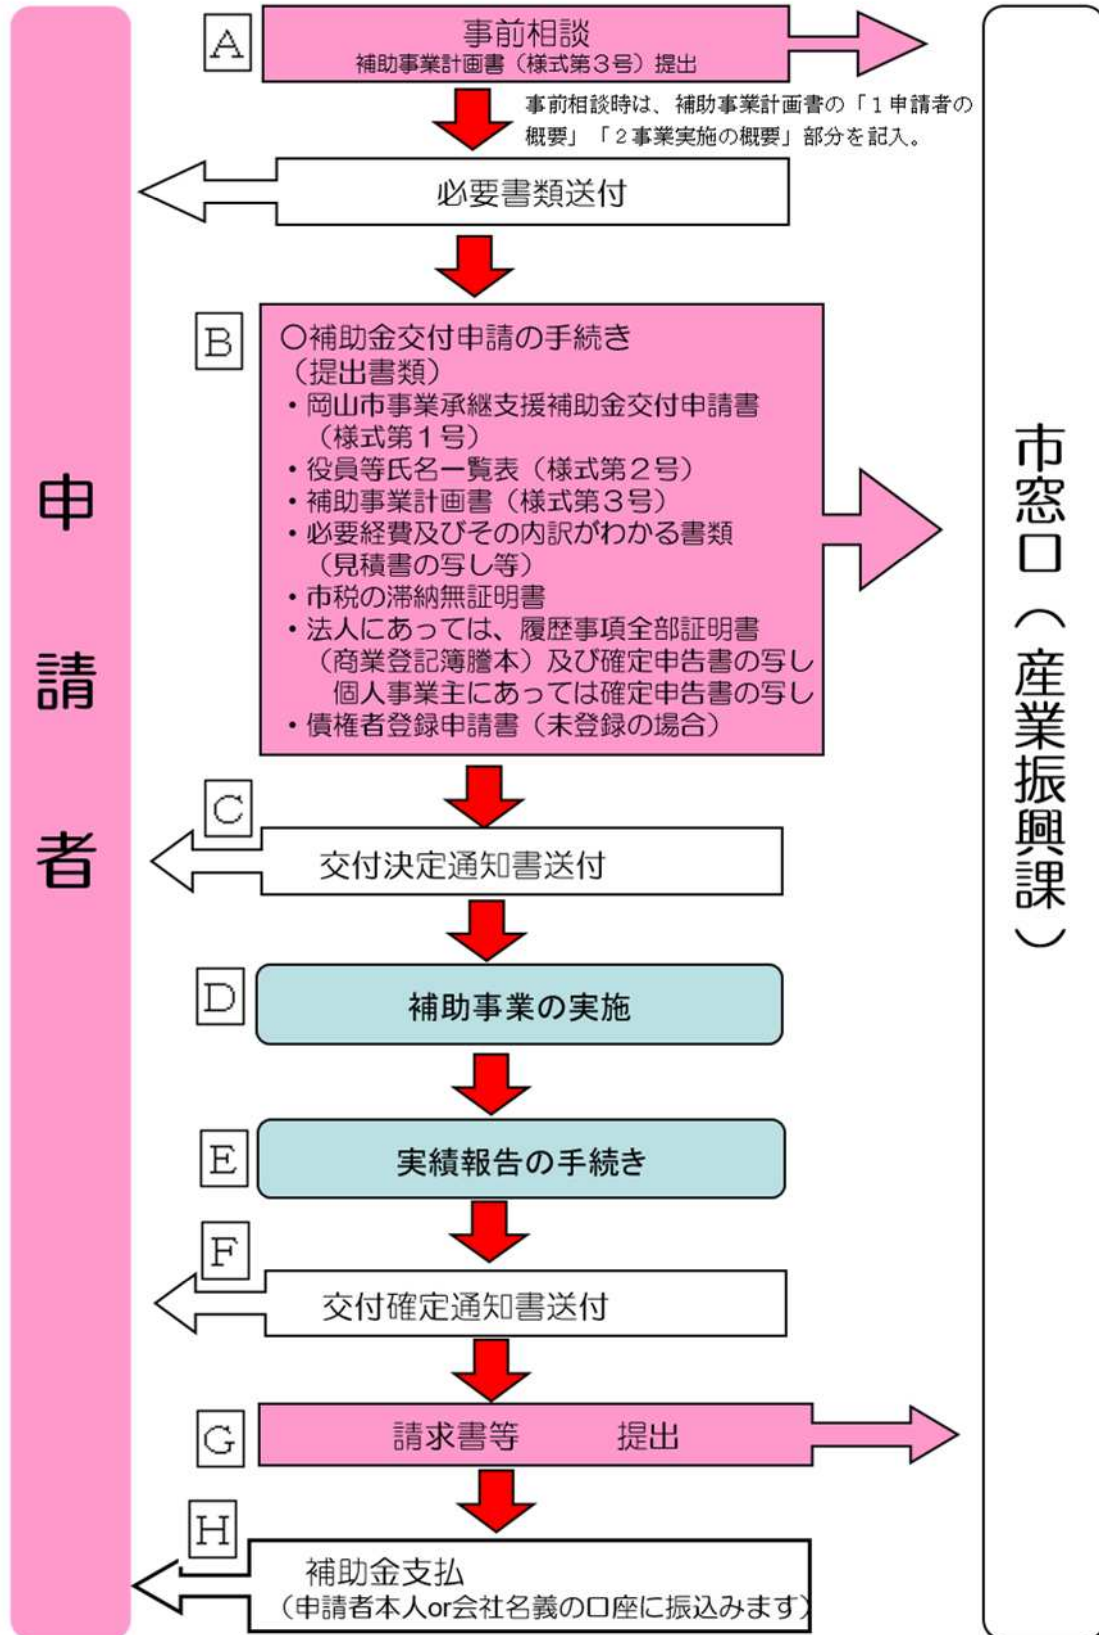 申請者
A
事前相談
補助事業計画書（様式第３号）提出
事前相談時は、補助事業計画書の「１申請者の
概要」「２事業実施の概要」部分を記入。
必要書類送付
B
〇補助金交付申請の手続き
（提出書類）
・岡山市事業承継支援補助金交付申請書
（様式第１号）
・役員等氏名一覧表（様式第２号）
・補助事業計画書（様式第３号）
・必要経費及びその内訳がわかる書類
（見積書の写し等）
・市税の滞納無証明書
・法人にあっては、履歴事項全部証明書
（商業登記簿謄本）及び確定申告書の写し
個人事業主にあっては確定申告書の写し
・債権者登録申請書（未登録の場合）
C
交付決定通知書送付
D
補助事業の実施
E
実績報告の手続き
F
交付確定通知書送付
G
請求書等　　　提出
H
補助金支払
（申請者本人or会社名義の口座に振込みます）
市窓口（産業振興課）